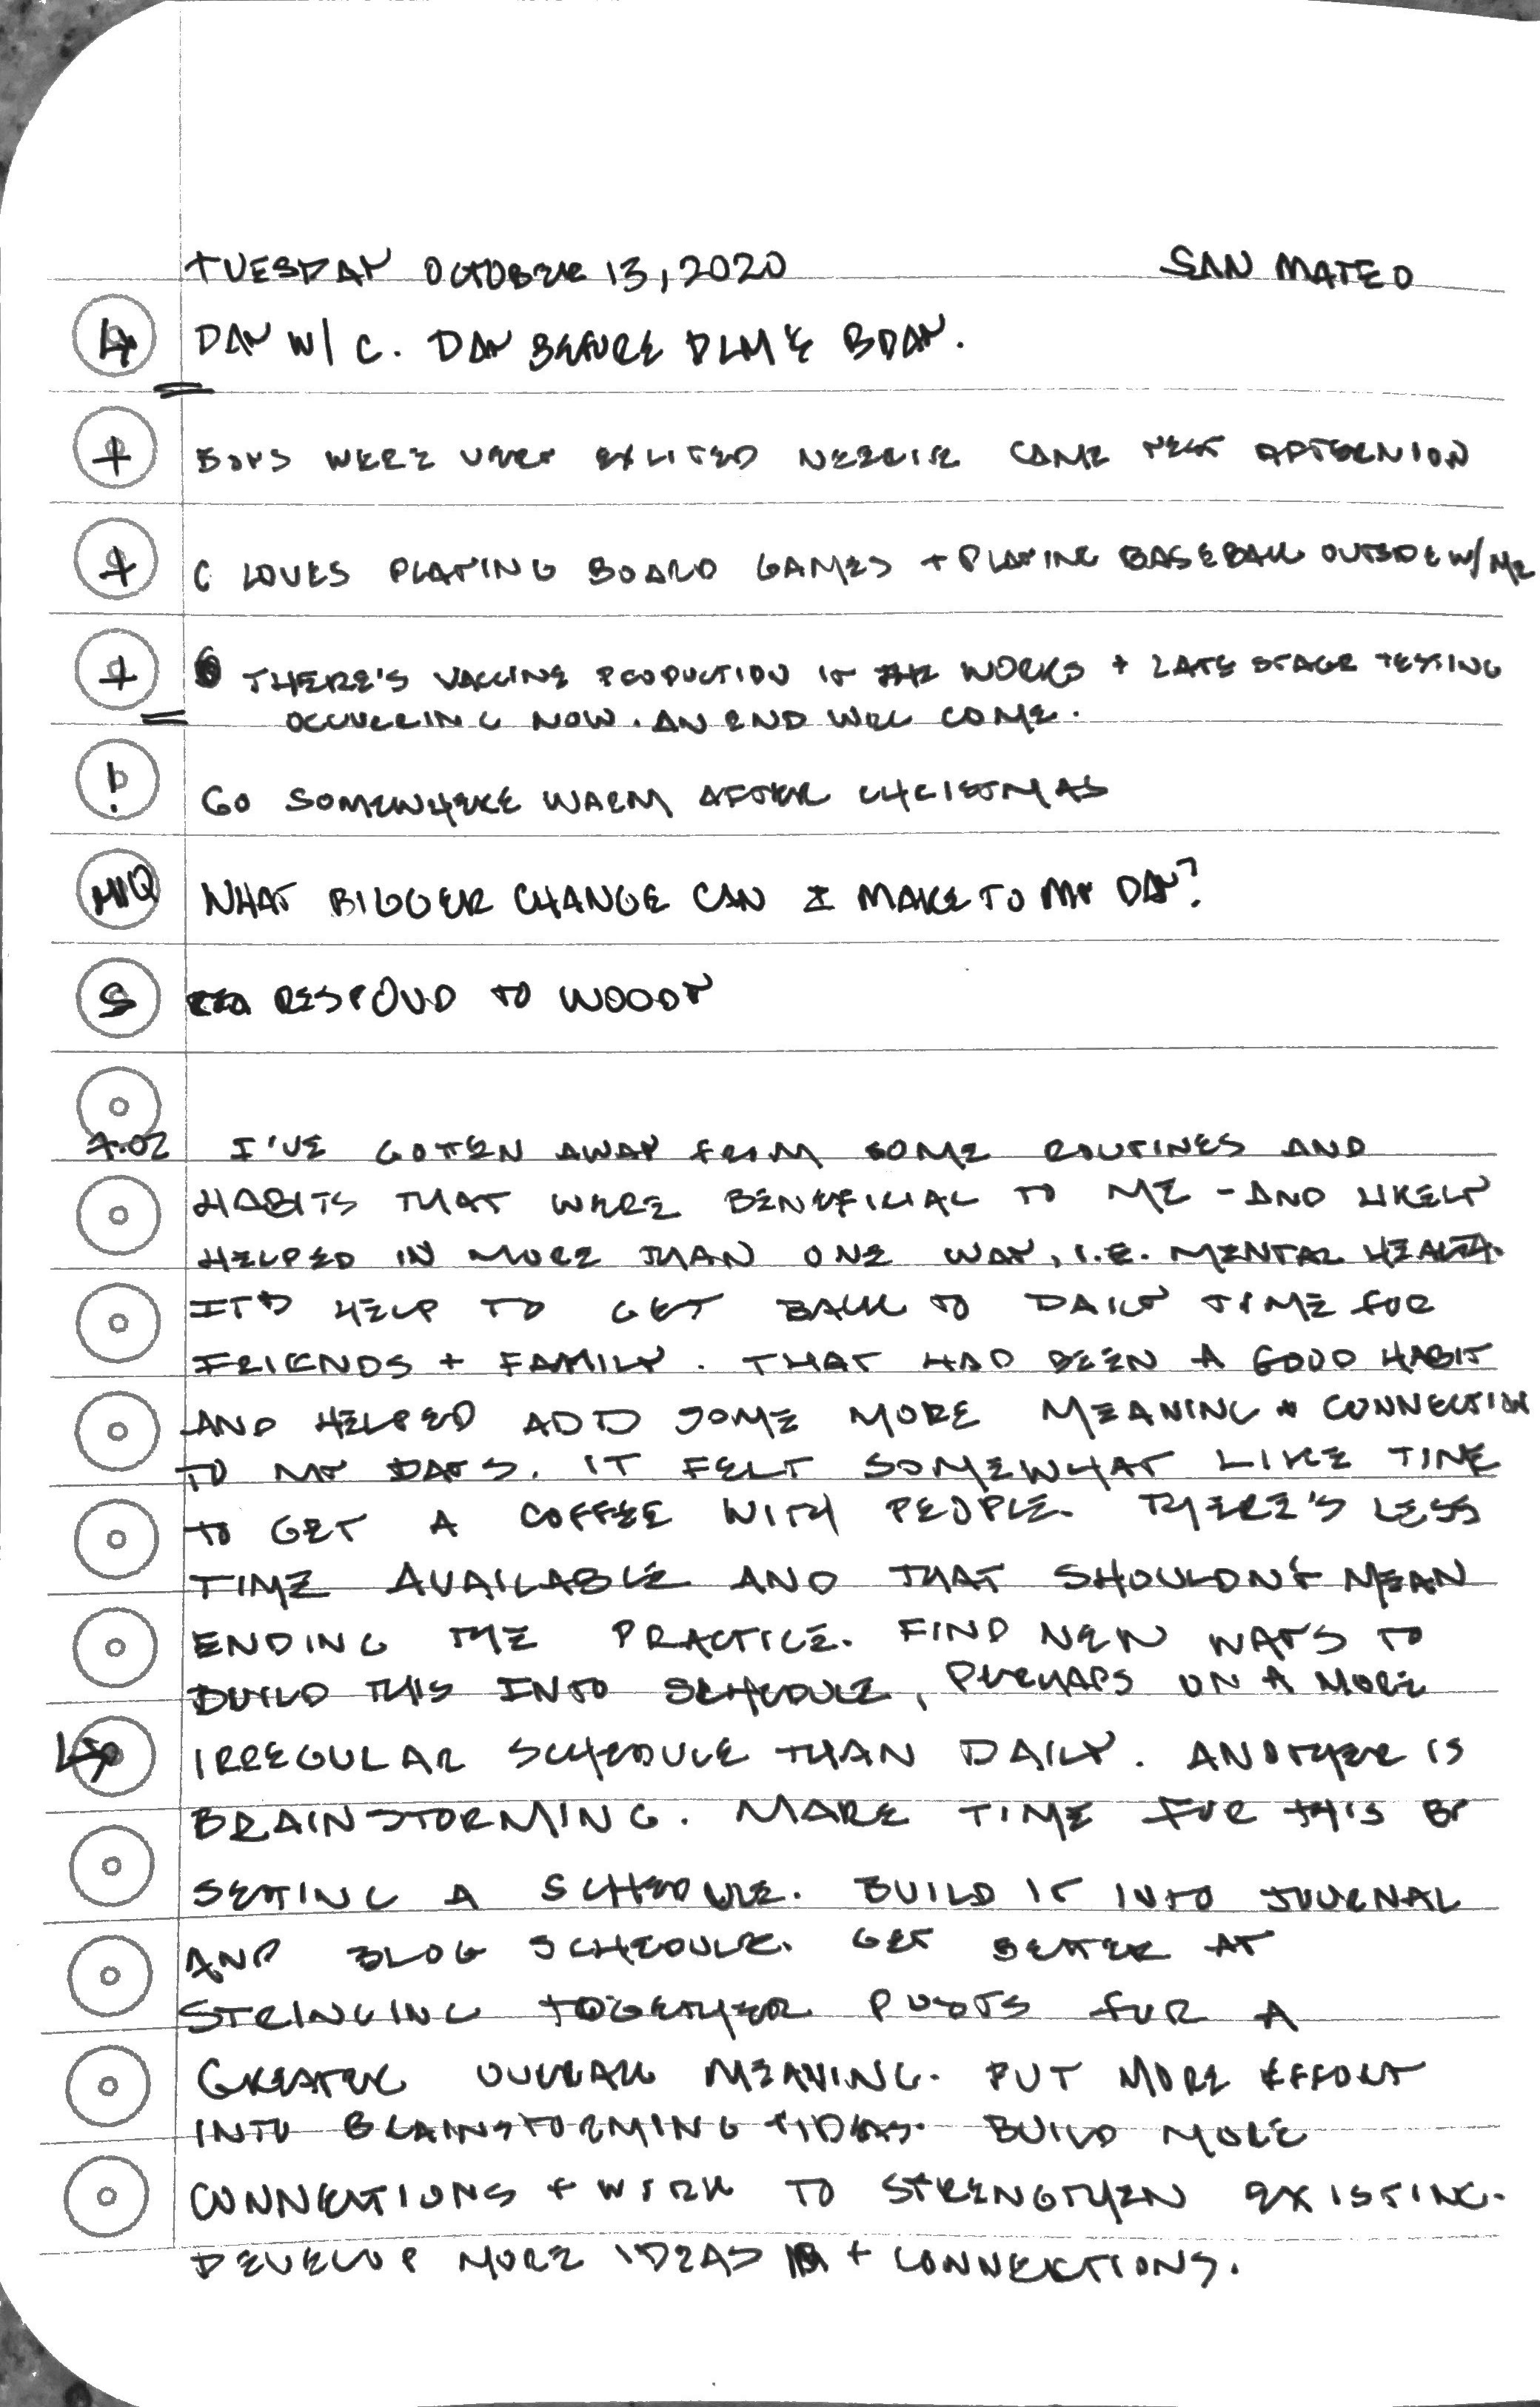 TUESDAY OCTOBER 13, 2020 SAN MATEO
4 DAY W/ C. DAY BEFORE BDAY.
+ BOYS WERE VERY EXCITED CAME AFTERNOON
+ C LOVES PLAYING BOARD GAMES + PLAYING BASEBALL OUTSIDE W/ ME
+ THERE'S VACCINE PRODUCTION IN THE WORKS + LATE STAGE TESTING
OCCURRING NOW. AN END WILL COME.
! GO SOMEWHERE WARM AFTER CHRISTMAS
WHAT BIGGER CHANGE CAN I MAKE TO MY DAY?
S RESPOND TO WOODY
7.02 I'VE GOTTEN AWAY FROM SOME ROUTINES AND
HABITS THAT WERE BENEFICIAL TO ME - AND LIKELY
HELPED IN MORE THAN ONE WAY, I.E. MENTAL HEALTH.
IT'D HELP TO GET BACK TO DAILY TIME FOR
FRIENDS + FAMILY. THAT HAD BEEN A GOOD HABIT
AND HELPED ADD SOME MORE MEANING + CONNECTION
TO MY DAYS. IT FELT SOMEWHAT LIKE TIME
TO GET A COFFEE WITH PEOPLE. THERE'S LESS
TIME AVAILABLE AND THAT SHOULDN'T MEAN
ENDING THE PRACTICE. FIND NEW WAYS TO
BUILD THIS INTO SCHEDULE, PERHAPS ON A MORE
IRREGULAR SCHEDULE THAN DAILY. ANOTHER IS
BRAINSTORMING. MAKE TIME FOR THIS BY
SETTING A SCHEDULE. BUILD IT INTO JOURNAL
AND BLOG SCHEDULE. GET BETTER AT
STRINGING TOGETHER POSTS FOR A
GREATER OVERALL MEANING. PUT MORE EFFORT
INTO BRAINSTORMING + IDEAS. BUILD MORE
CONNECTIONS + WORK TO STRENGTHEN EXISTING.
DEVELOP MORE IDEAS + CONNECTIONS.